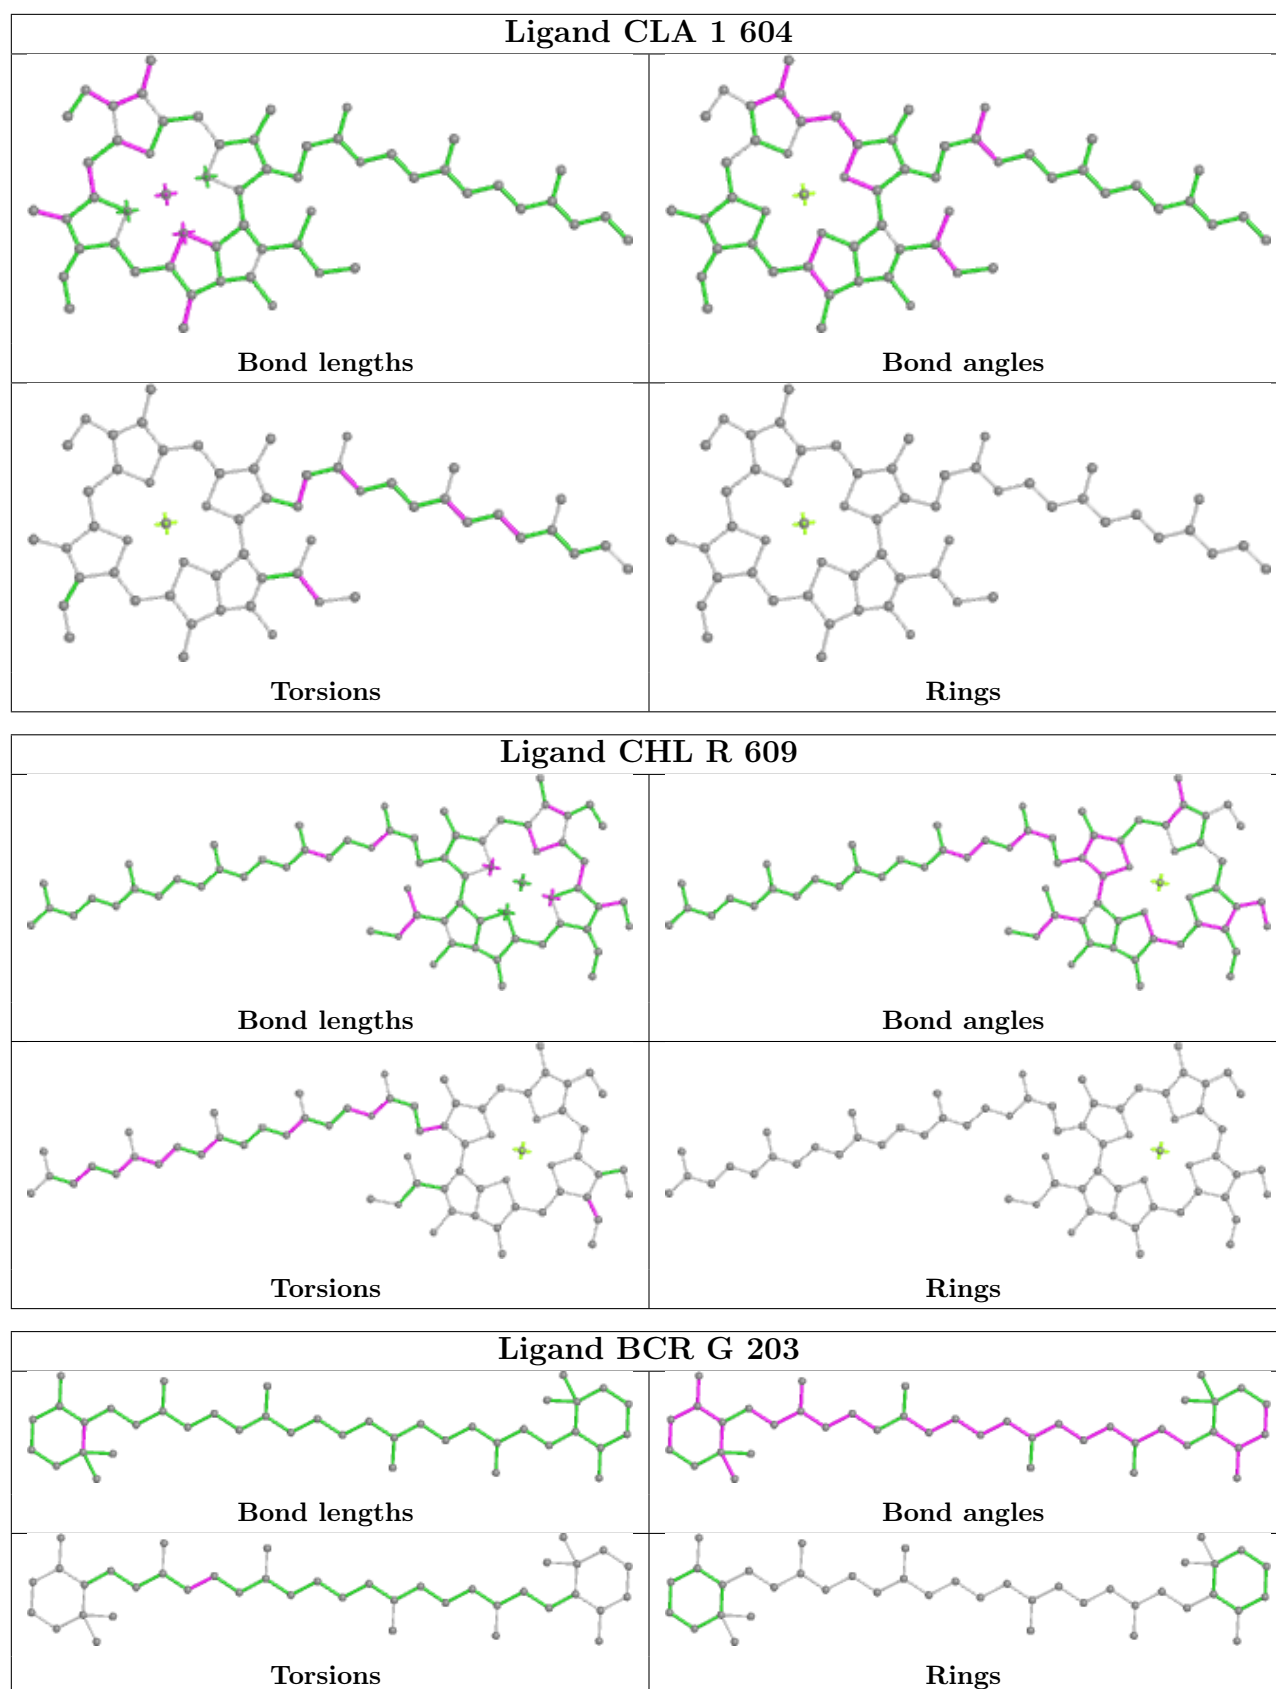 Ligand CLA 1 604
Bond lengths
Bond angles
Torsions
Rings
Ligand CHL R 609
Bond lengths
Bond angles
Torsions
Rings
Ligand BCR G 203
Bond lengths
Bond angles
Torsions
Rings